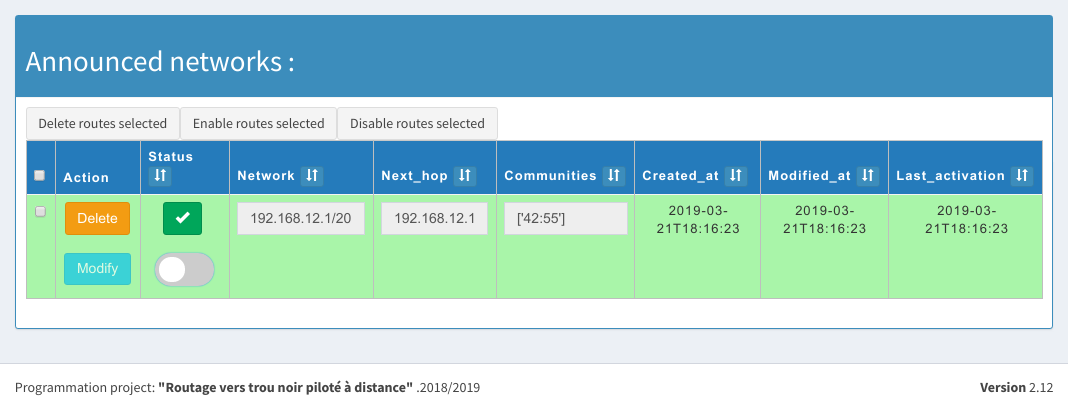 Announced networks :
Delete routes selected Enable routes selected Disable routes selected
Action Status Network Next_hop Communities Created_at Modified_at Last_activation
Delete 192.168.12.1/20 192.168.12.1 ['42:55'] 2019-03-21T18:16:23 2019-03-21T18:16:23 2019-03-21T18:16:23
Modify
Programmation project: "Routage vers trou noir piloté à distance" .2018/2019 Version 2.12